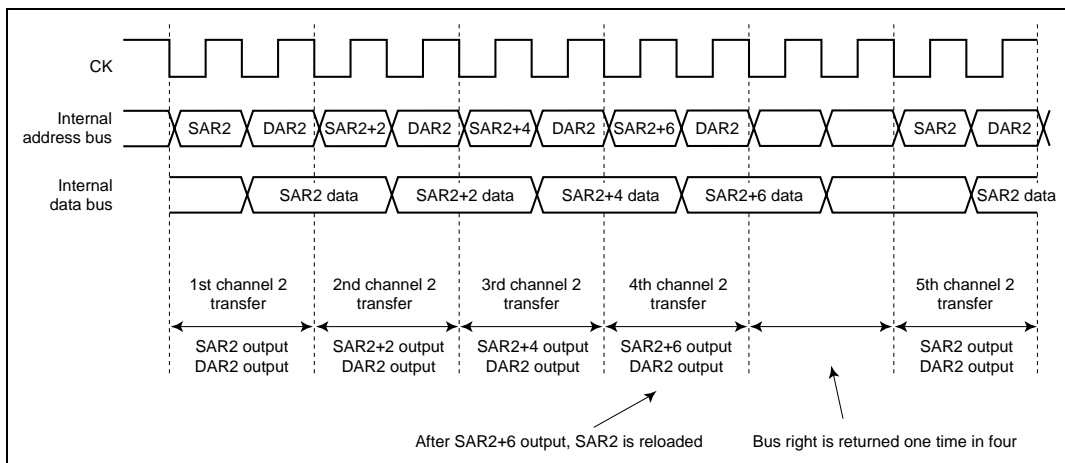 CK
Internal
address bus
SAR2 DAR2 SAR2+2 DAR2 SAR2+4 DAR2 SAR2+6 DAR2 SAR2 DAR2
Internal
data bus
SAR2 data SAR2+2 data SAR2+4 data SAR2+6 data SAR2 data
1st channel 2
transfer
2nd channel 2
transfer
3rd channel 2
transfer
4th channel 2
transfer
5th channel 2
transfer
SAR2 output
DAR2 output
SAR2+2 output
DAR2 output
SAR2+4 output
DAR2 output
SAR2+6 output
DAR2 output
SAR2 output
DAR2 output
After SAR2+6 output, SAR2 is reloaded
Bus right is returned one time in four